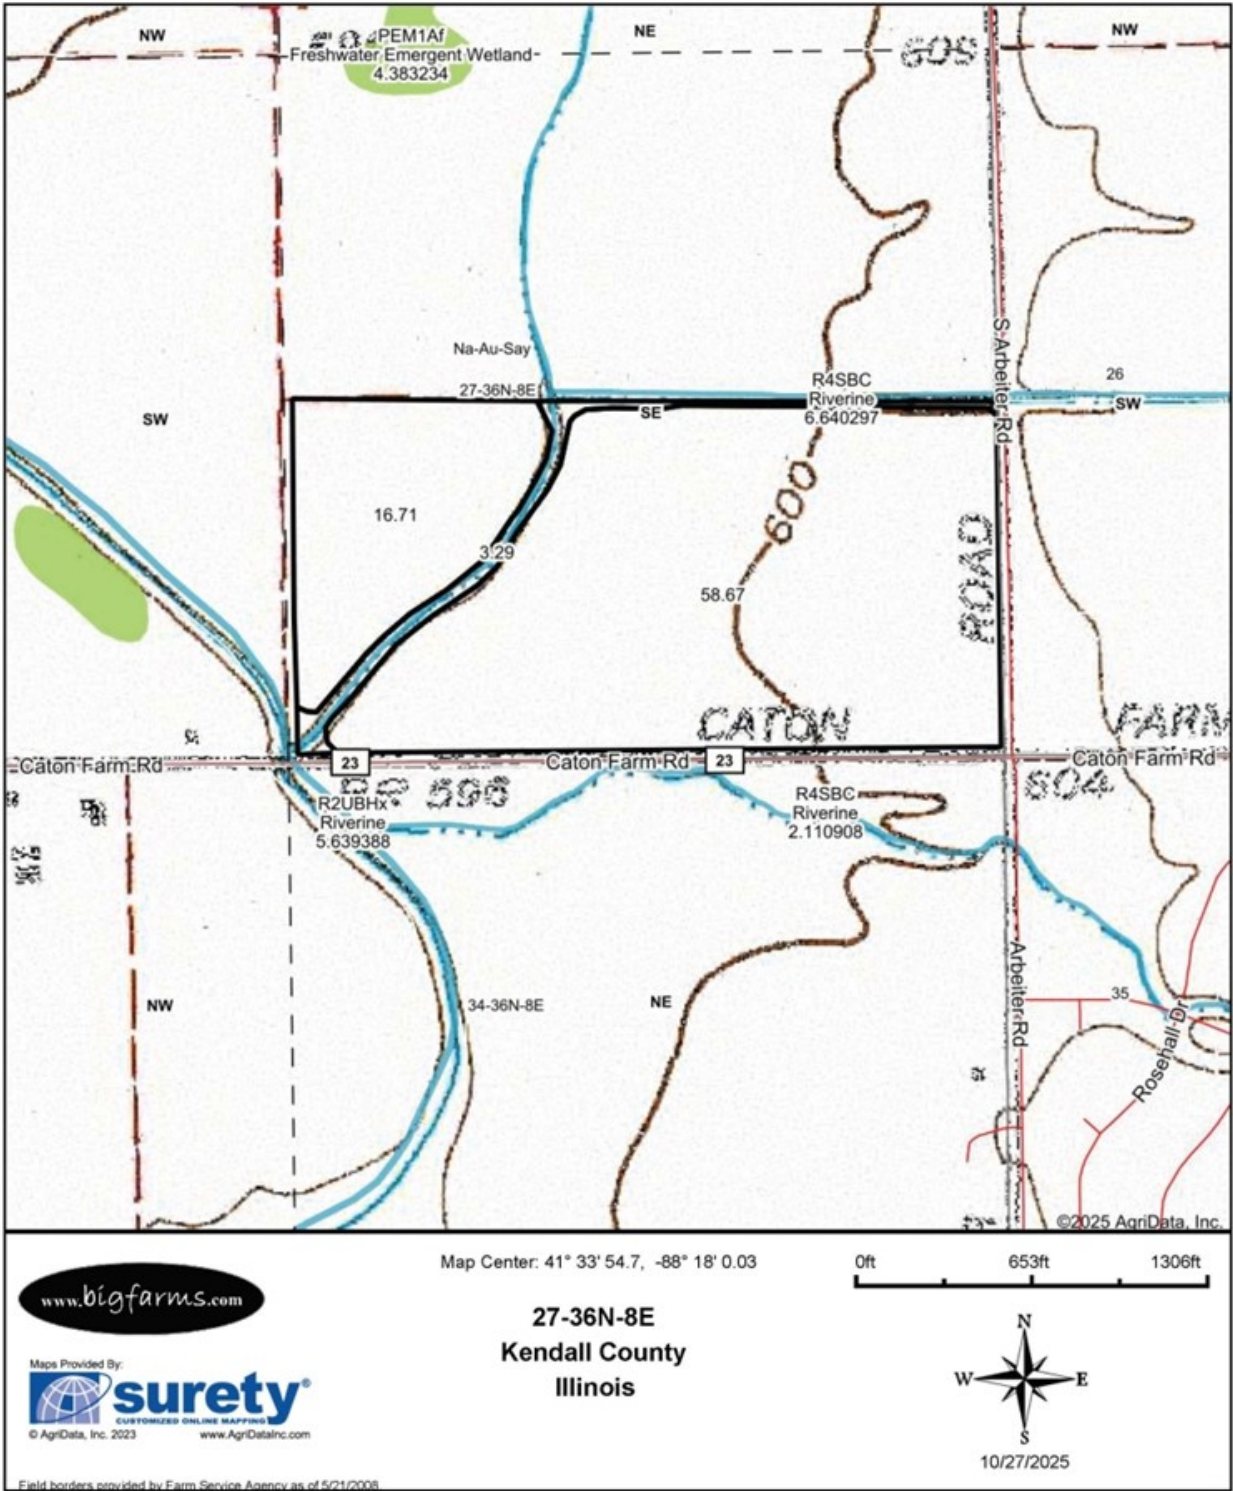 NW
NE
NW
PEM1Af
Freshwater Emergent Wetland
4.383234
605
Na-Au-Say
27-36N-8E
S Arbeiter Rd
R4SBC
Riverine
6.640297
26
SW
SE
SW
16.71
3.29
600
58.67
ROAD
CATON
FARM
Caton Farm Rd
23
Caton Farm Rd
23
Caton Farm Rd
604
R2UBHx
Riverine
5.639388
R4SBC
Riverine
2.110908
NW
34-36N-8E
NE
Arbeiter Rd
35
Rosehall Dr
©2025 AgriData, Inc.
www.bigfarms.com
Maps Provided By:
surety®
CUSTOMIZED ONLINE MAPPING
© AgriData, Inc. 2023 www.AgriDataInc.com
Field borders provided by Farm Service Agency as of 5/21/2008.
Map Center: 41° 33' 54.7, -88° 18' 0.03
27-36N-8E
Kendall County
Illinois
0ft 653ft 1306ft
N
W E
S
10/27/2025